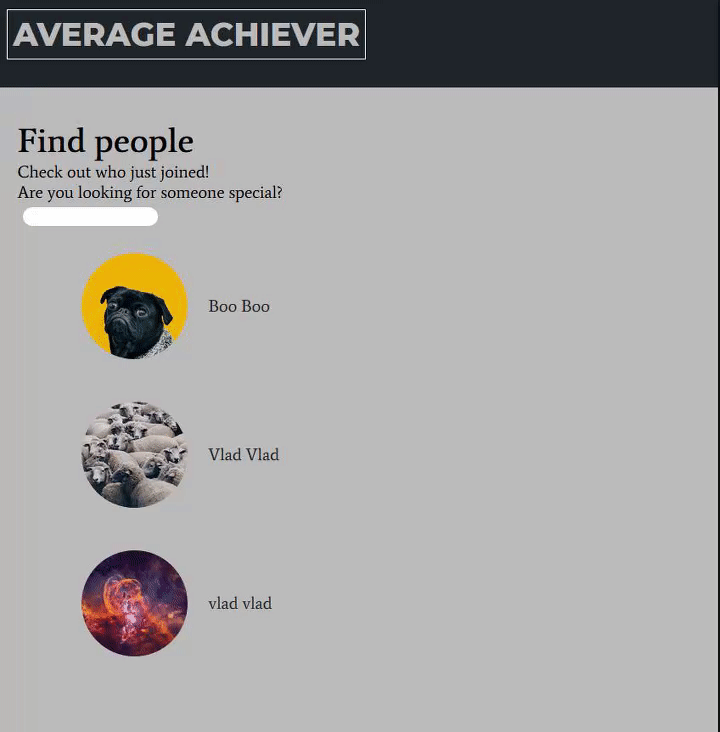 AVERAGE ACHIEVER
Find people
Check out who just joined!
Are you looking for someone special?
Boo Boo
Vlad Vlad
vlad vlad